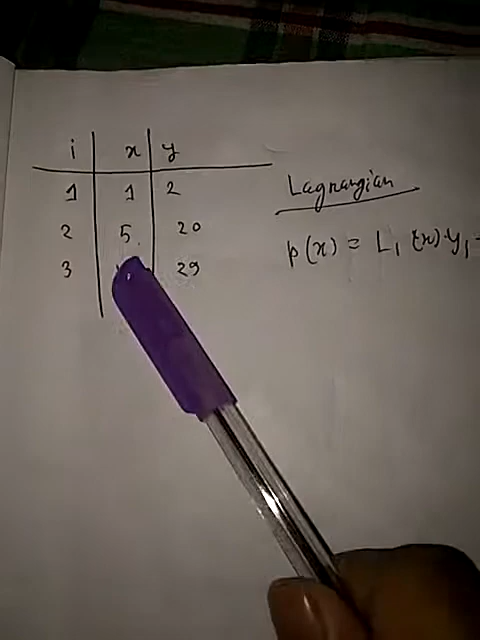 i x y
1 1 2
2 5 20
3 29
Lagrangian
p(x) = L₁(x)·y₁